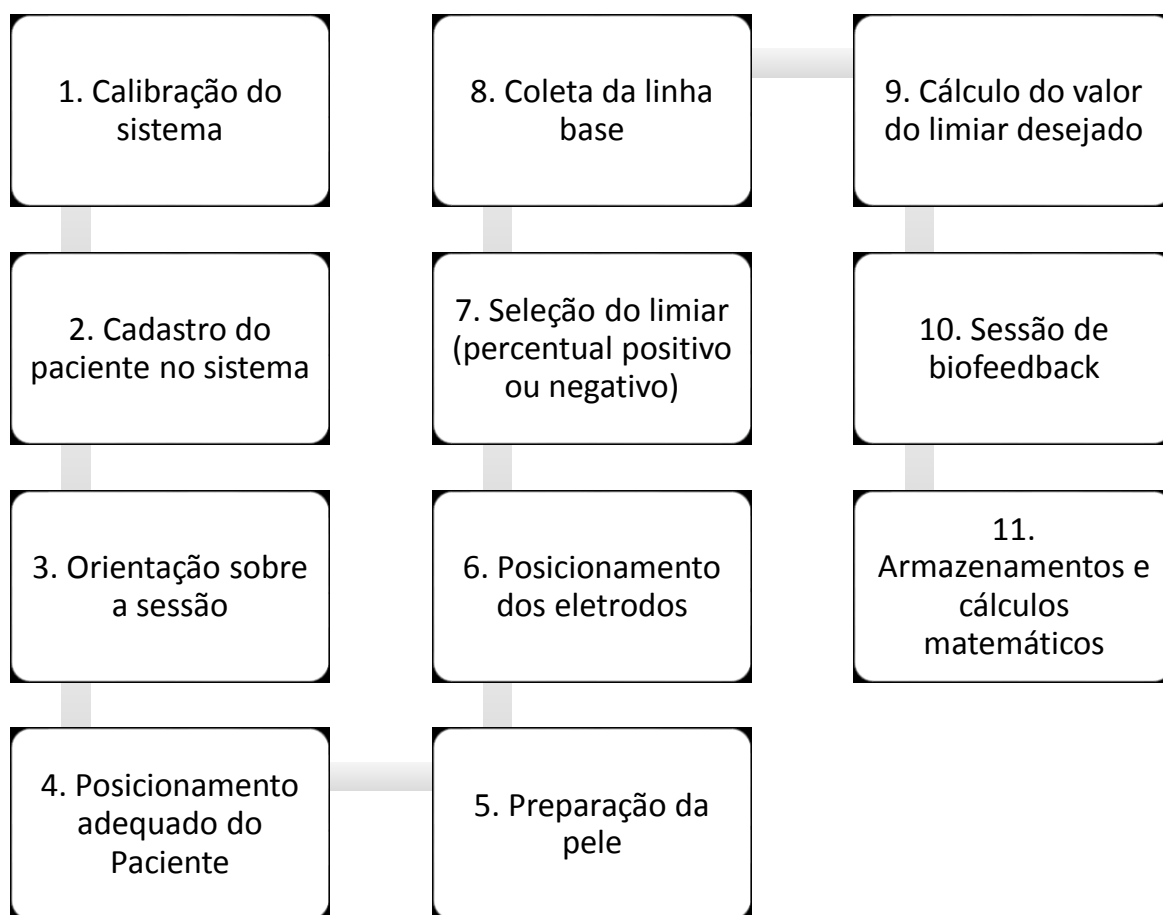 1. Calibração do
sistema
2. Cadastro do
paciente no sistema
3. Orientação sobre
a sessão
4. Posicionamento
adequado do
Paciente
5. Preparação da
pele
6. Posicionamento
dos eletrodos
7. Seleção do limiar
(percentual positivo
ou negativo)
8. Coleta da linha
base
9. Cálculo do valor
do limiar desejado
10. Sessão de
biofeedback
11.
Armazenamentos e
cálculos
matemáticos